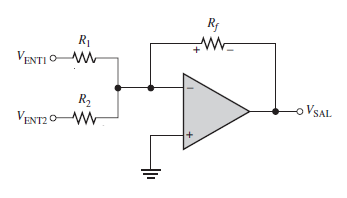 Rf
+ −
R1
VENT1
−
R2
VENT2
VSAL
+